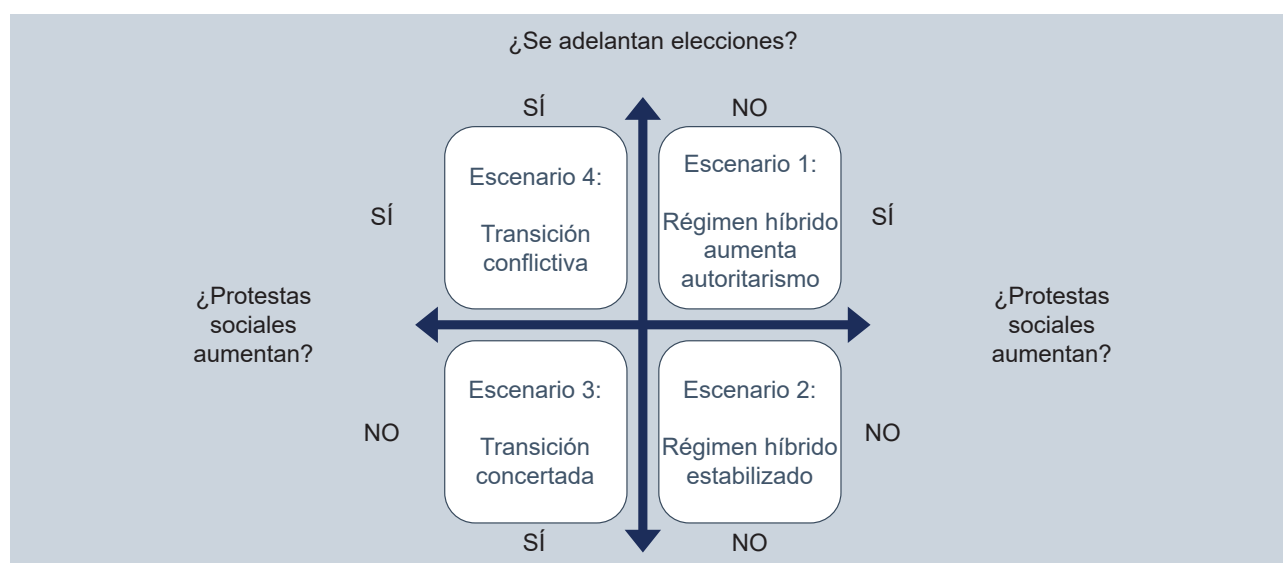 ¿Se adelantan elecciones?
SÍ
NO
Escenario 4:
Transición
conflictiva
Escenario 1:
Régimen híbrido
aumenta
autoritarismo
SÍ
SÍ
¿Protestas
sociales
aumentan?
¿Protestas
sociales
aumentan?
Escenario 3:
Transición
concertada
Escenario 2:
Régimen híbrido
estabilizado
NO
NO
SÍ
NO